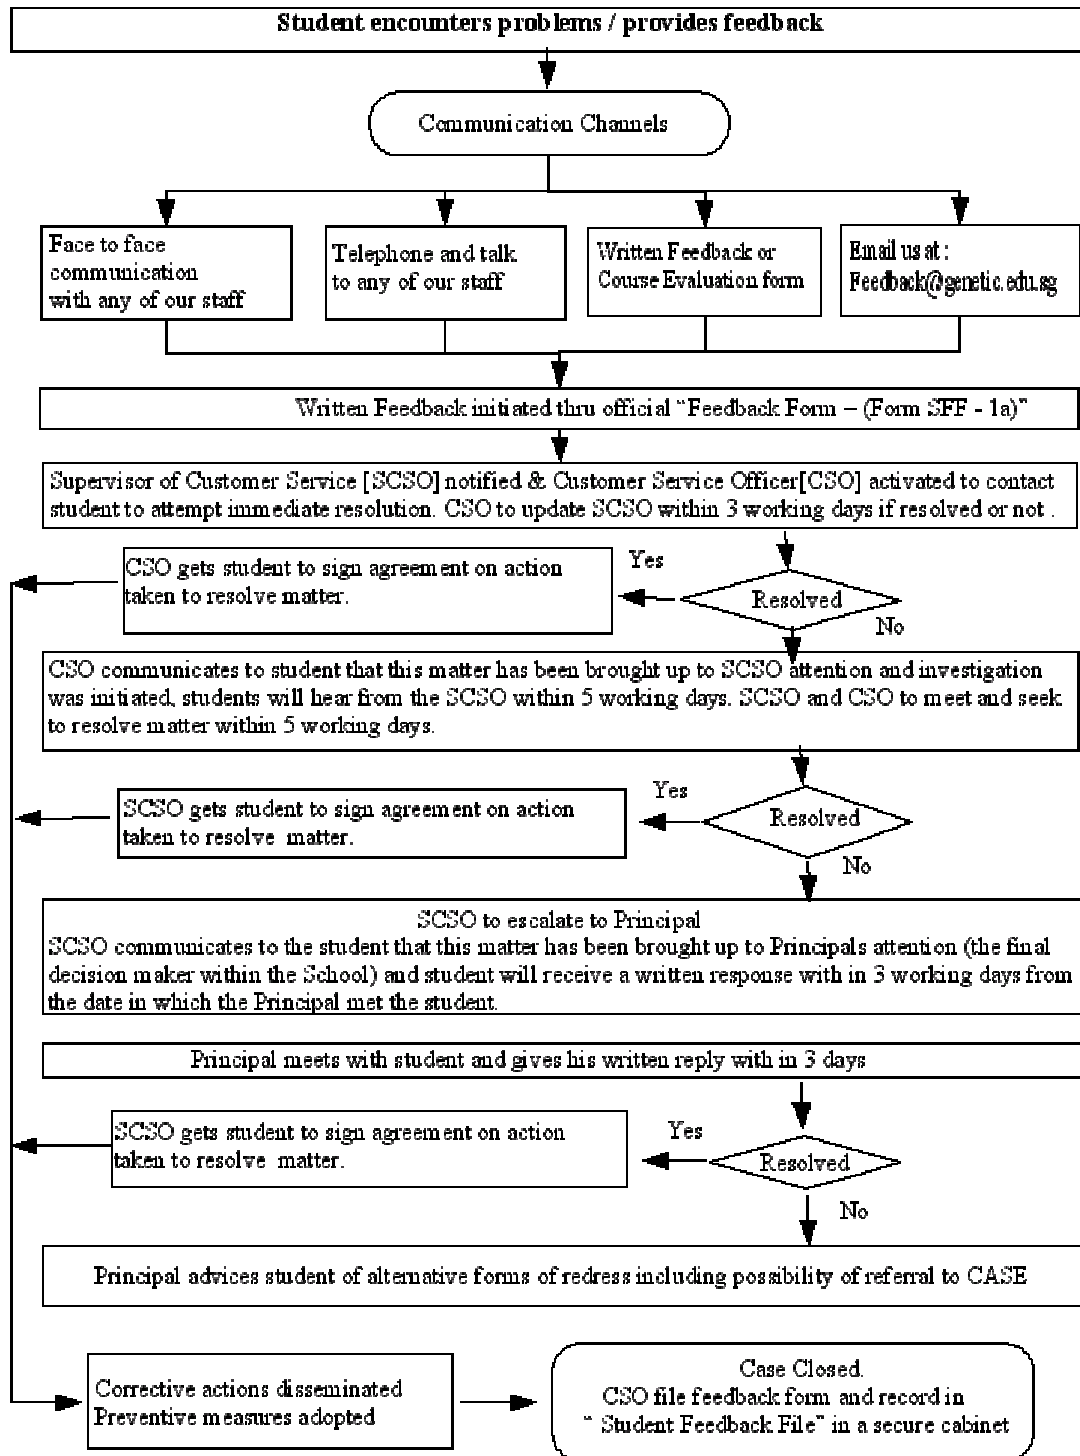 Student encounters problems / provides feedback
Communication Channels
Face to face
communication
with any of our staff
Telephone and talk
to any of our staff
Written Feedback or
Course Evaluation form
Email us at :
Feedback@genetic.edu.sg
Written Feedback initiated thru official “Feedback Form – (Form SFF - 1a)”
Supervisor of Customer Service [SCSO] notified & Customer Service Officer[CSO] activated to contact
student to attempt immediate resolution. CSO to update SCSO within 3 working days if resolved or not .
CSO gets student to sign agreement on action
taken to resolve matter.
Yes
Resolved
No
CSO communicates to student that this matter has been brought up to SCSO attention and investigation
was initiated, students will hear from the SCSO within 5 working days. SCSO and CSO to meet and seek
to resolve matter within 5 working days.
SCSO gets student to sign agreement on action
taken to resolve matter.
Yes
Resolved
No
SCSO to escalate to Principal
SCSO communicates to the student that this matter has been brought up to Principals attention (the final
decision maker within the School) and student will receive a written response with in 3 working days from
the date in which the Principal met the student.
Principal meets with student and gives his written reply with in 3 days
SCSO gets student to sign agreement on action
taken to resolve matter.
Yes
Resolved
No
Principal advices student of alternative forms of redress including possibility of referral to CASE
Corrective actions disseminated
Preventive measures adopted
Case Closed.
CSO file feedback form and record in
“ Student Feedback File” in a secure cabinet